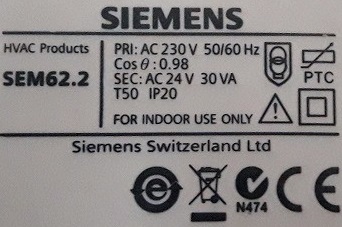 SIEMENS
HVAC Products
SEM62.2
PRI: AC 230 V 50/60 Hz
Cos θ : 0.98
SEC: AC 24 V 30 VA
T50 IP20
FOR INDOOR USE ONLY
PTC
Siemens Switzerland Ltd
N474
CE